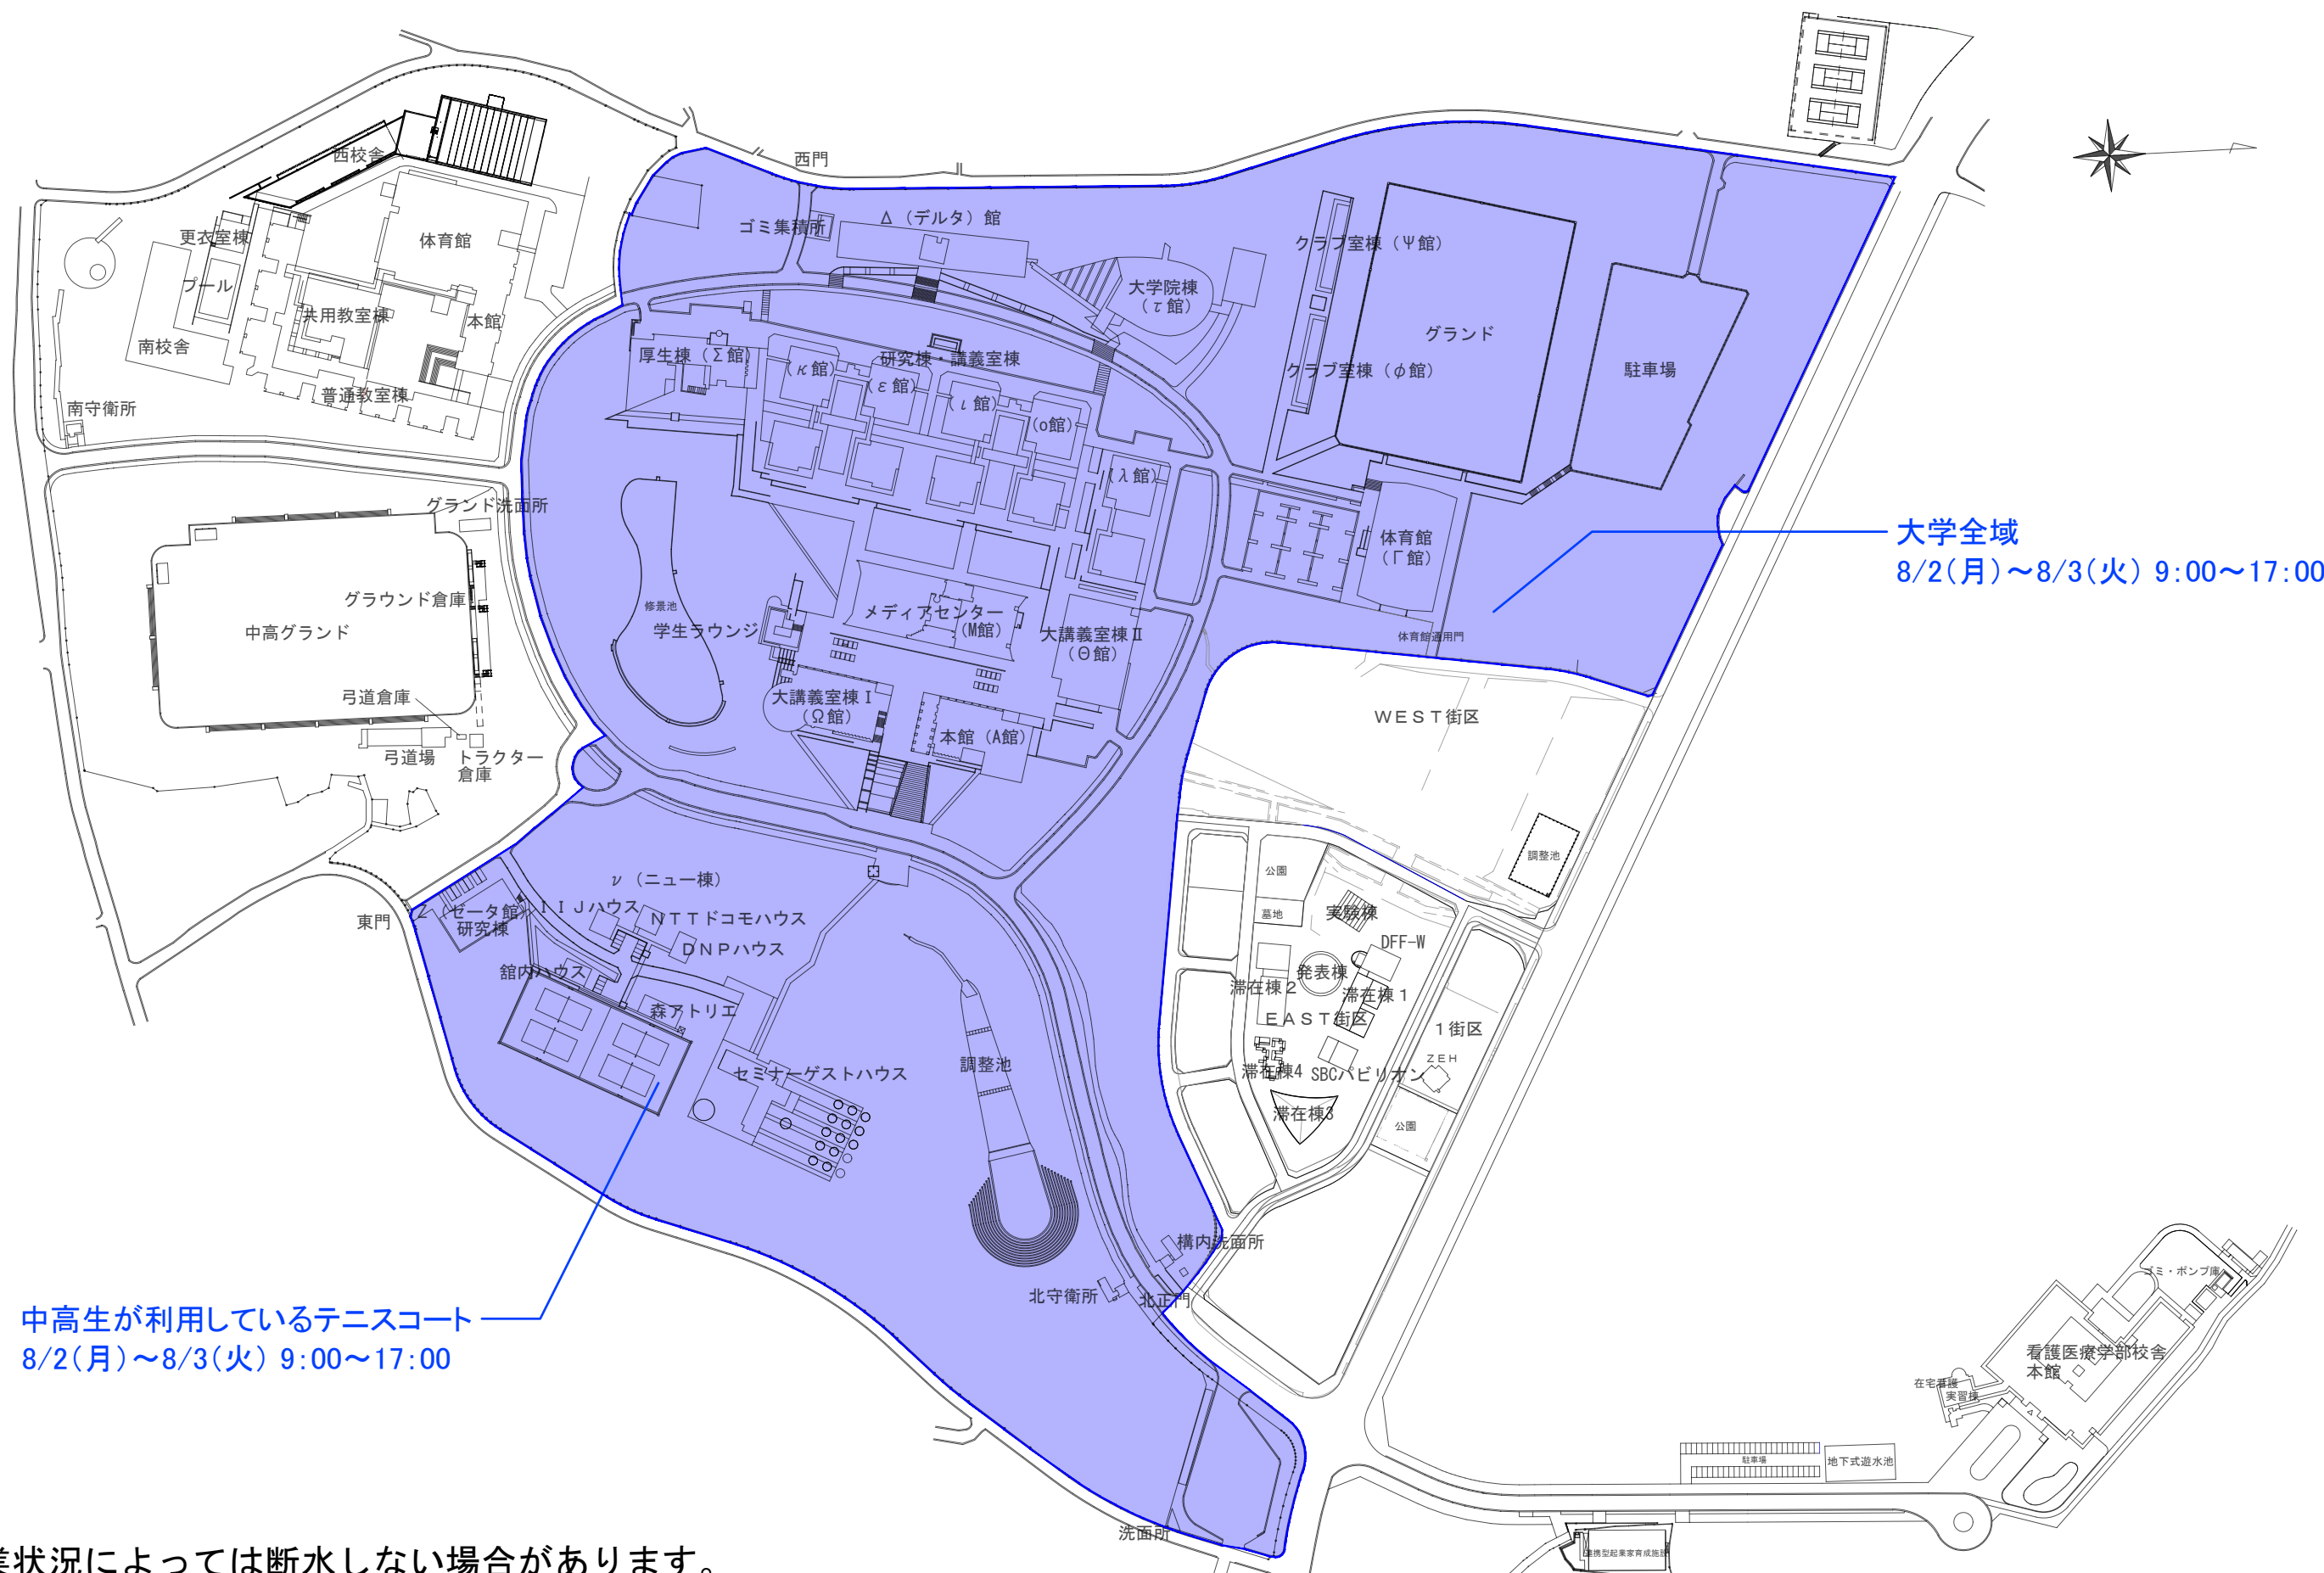 西門
西校舎
ゴミ集積所
Δ（デルタ）館
更衣室棟
体育館
クラブ室棟（Ψ館）
プール
大学院棟
（τ館）
共用教室棟
本館
グランド
南校舎
厚生棟（Σ館）
研究棟・講義室棟
（κ館）
（ε館）
クラブ室棟（φ館）
駐車場
普通教室棟
（ι館）
南守衛所
（ο館）
（λ館）
グランド洗面所
大学全域
8/2(月)～8/3(火) 9:00～17:00
体育館
（Γ館）
グラウンド倉庫
修景池
メディアセンター
（M館）
中高グランド
学生ラウンジ
大講義室棟Ⅱ
（Θ館）
体育館通用門
弓道倉庫
大講義室棟Ⅰ
（Ω館）
WEST街区
本館（A館）
弓道場
トラクター
倉庫
調整池
公園
ν（ニュー棟）
東門
Z（ゼータ館）
研究棟
IIJハウス
NTTドコモハウス
墓地
実験棟
DNPハウス
DFF-W
舘内ハウス
発表棟
滞在棟2
滞在棟1
森アトリエ
EAST街区
1街区
ZEH
セミナーゲストハウス
調整池
滞在棟4
SBCパビリオン
滞在棟3
公園
構内洗面所
北守衛所
北正門
ゴミ・ポンプ庫
中高生が利用しているテニスコート
8/2(月)～8/3(火) 9:00～17:00
看護医療学部校舎
本館
在宅看護
実習棟
駐車場
地下式遊水池
洗面所
業状況によっては断水しない場合があります。